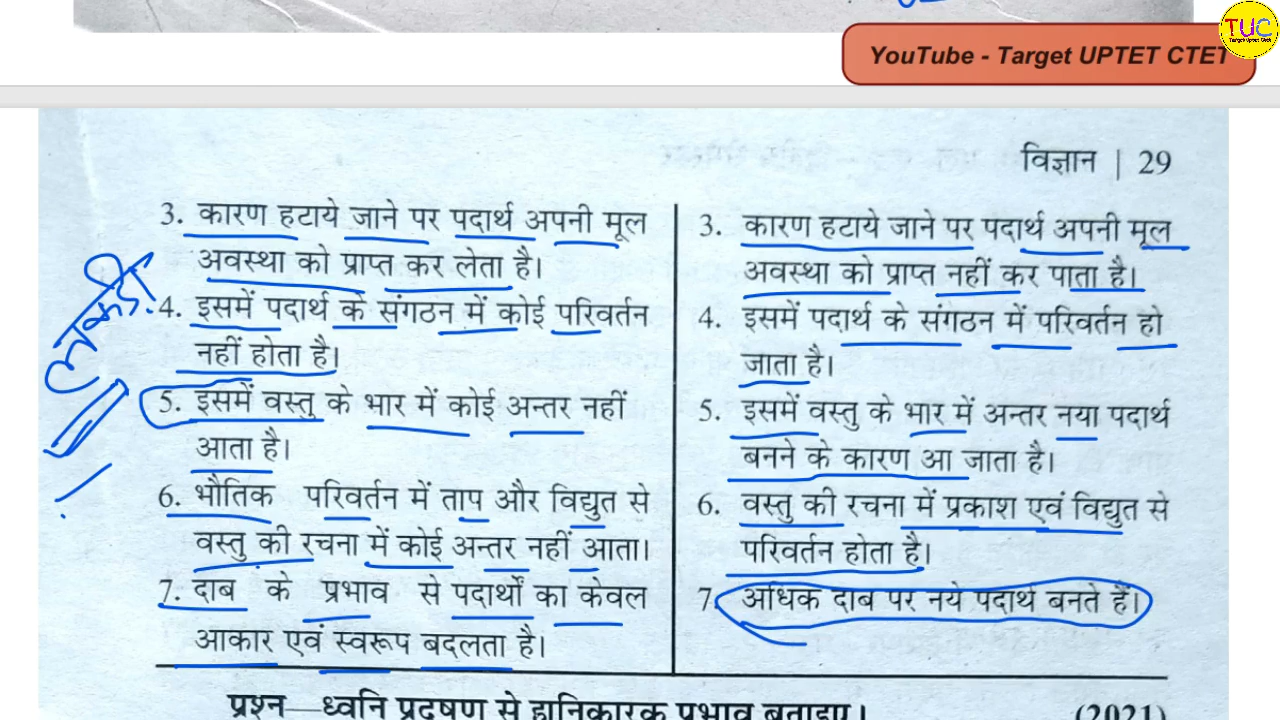 TUC
Target Uptet Ctet
YouTube - Target UPTET CTET
विज्ञान | 29
3. कारण हटाये जाने पर पदार्थ अपनी मूल
अवस्था को प्राप्त कर लेता है।
4. इसमें पदार्थ के संगठन में कोई परिवर्तन
नहीं होता है।
5. इसमें वस्तु के भार में कोई अन्तर नहीं
आता है।
6. भौतिक परिवर्तन में ताप और विद्युत से
वस्तु की रचना में कोई अन्तर नहीं आता।
7. दाब के प्रभाव से पदार्थों का केवल
आकार एवं स्वरूप बदलता है।
3. कारण हटाये जाने पर पदार्थ अपनी मूल
अवस्था को प्राप्त नहीं कर पाता है।
4. इसमें पदार्थ के संगठन में परिवर्तन हो
जाता है।
5. इसमें वस्तु के भार में अन्तर नया पदार्थ
बनने के कारण आ जाता है।
6. वस्तु की रचना में प्रकाश एवं विद्युत से
परिवर्तन होता है।
7. अधिक दाब पर नये पदार्थ बनते हैं।
प्रश्न—ध्वनि प्रदूषण से हानिकारक प्रभाव बताइए। (2021)